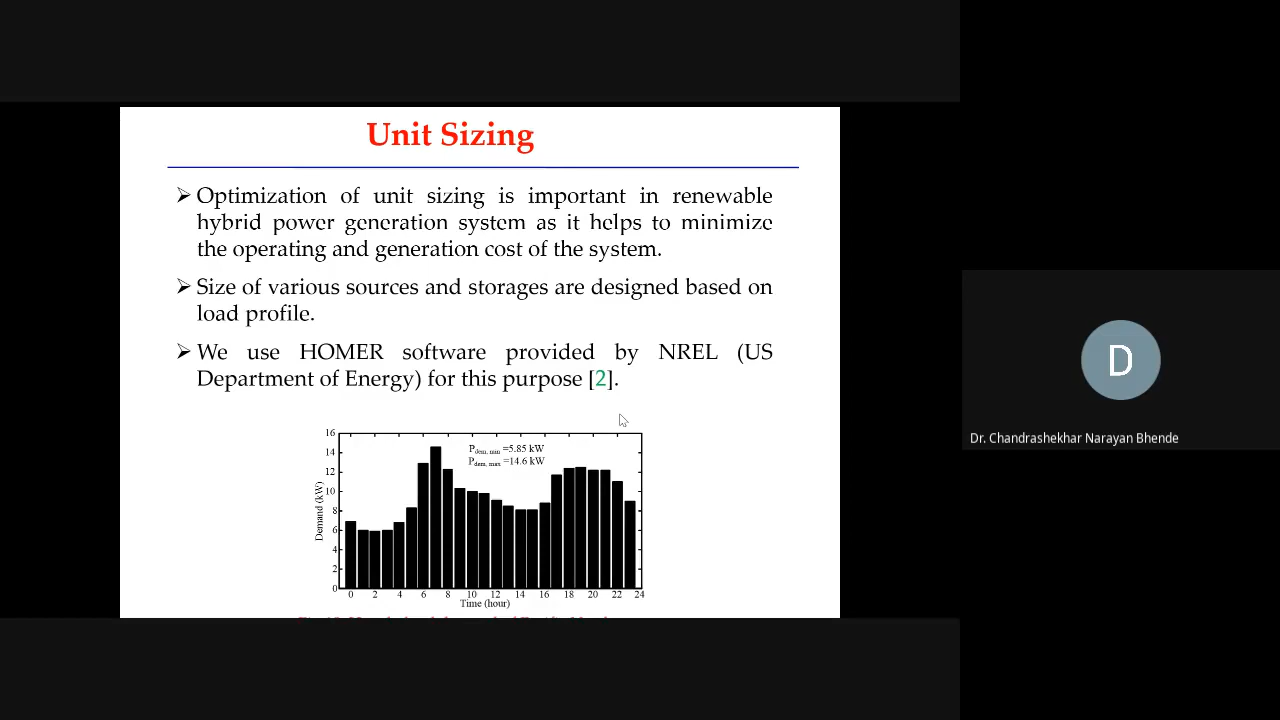 Unit Sizing
➢ Optimization of unit sizing is important in renewable
hybrid power generation system as it helps to minimize
the operating and generation cost of the system.
➢ Size of various sources and storages are designed based on
load profile.
➢ We use HOMER software provided by NREL (US
Department of Energy) for this purpose [2].
16
14
12
10
8
6
4
2
0
Demand (kW)
Pdem, min =5.85 kW
Pdem, max =14.6 kW
0 2 4 6 8 10 12 14 16 18 20 22 24
Time (hour)
D
Dr. Chandrashekhar Narayan Bhende